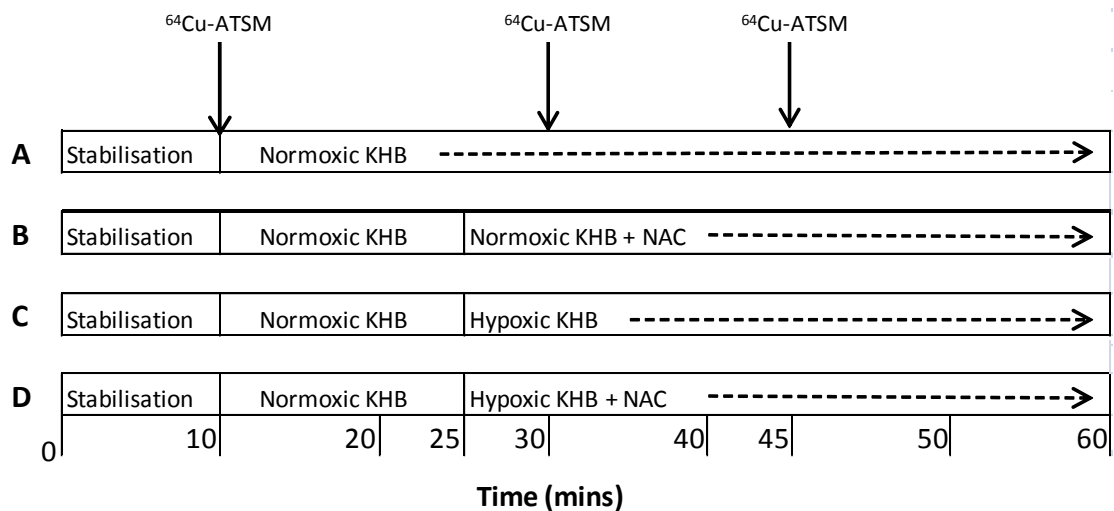 ⁶⁴Cu-ATSM ⁶⁴Cu-ATSM ⁶⁴Cu-ATSM
A Stabilisation Normoxic KHB
B Stabilisation Normoxic KHB Normoxic KHB + NAC
C Stabilisation Normoxic KHB Hypoxic KHB
D Stabilisation Normoxic KHB Hypoxic KHB + NAC
0 10 20 25 30 40 45 50 60
Time (mins)